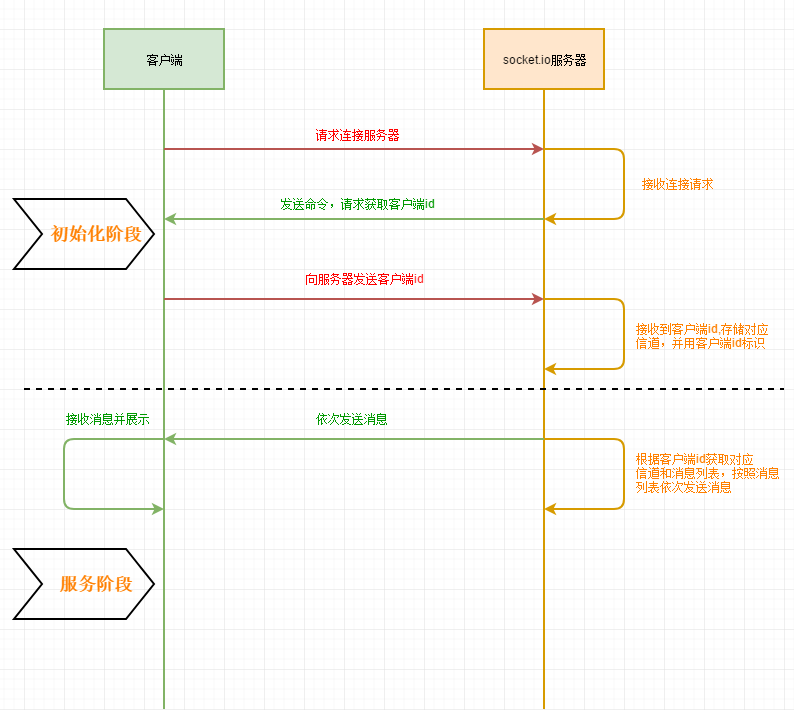 客户端
socket.io服务器
请求连接服务器
接收连接请求
发送命令，请求获取客户端id
初始化阶段
向服务器发送客户端id
接收到客户端id,存储对应
信道，并用客户端id标识
接收消息并展示
依次发送消息
根据客户端id获取对应
信道和消息列表，按照消息
列表依次发送消息
服务阶段